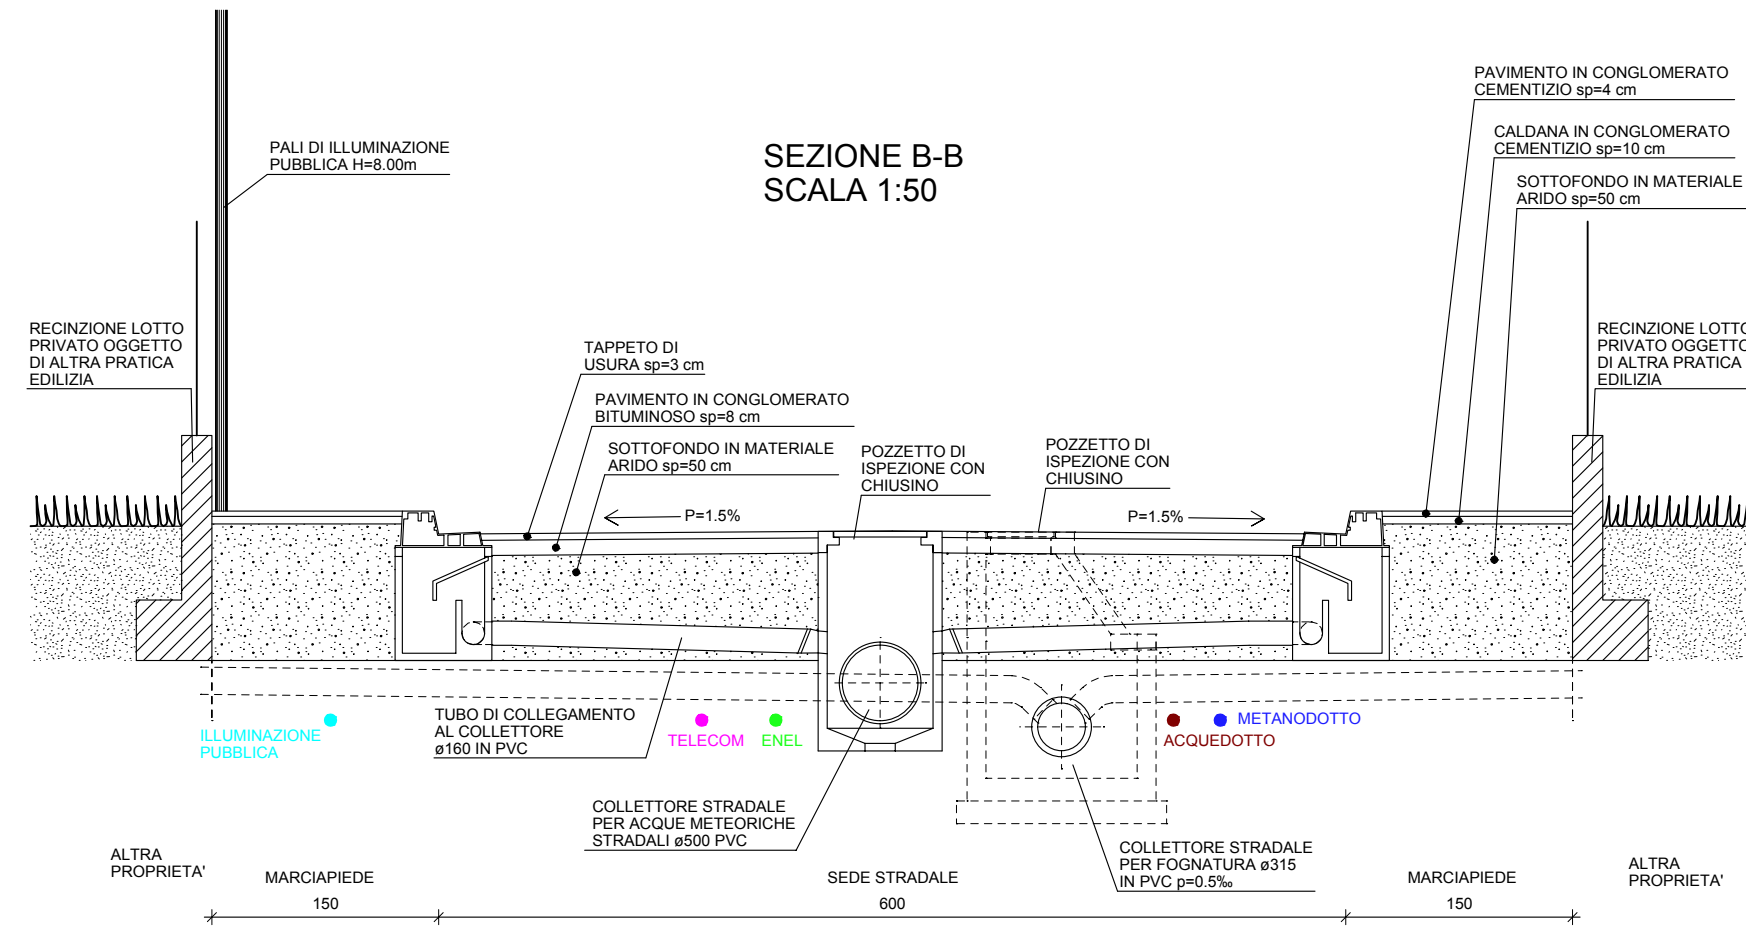 PAVIMENTO IN CONGLOMERATO
CEMENTIZIO sp=4 cm
CALDANA IN CONGLOMERATO
CEMENTIZIO sp=10 cm
SOTTOFONDO IN MATERIALE
ARIDO sp=50 cm
PALI DI ILLUMINAZIONE
PUBBLICA H=8.00m
SEZIONE B-B
SCALA 1:50
RECINZIONE LOTTO
PRIVATO OGGETTO
DI ALTRA PRATICA
EDILIZIA
TAPPETO DI
USURA sp=3 cm
PAVIMENTO IN CONGLOMERATO
BITUMINOSO sp=8 cm
SOTTOFONDO IN MATERIALE
ARIDO sp=50 cm
POZZETTO DI
ISPEZIONE CON
CHIUSINO
POZZETTO DI
ISPEZIONE CON
CHIUSINO
RECINZIONE LOTTO
PRIVATO OGGETTO
DI ALTRA PRATICA
EDILIZIA
P=1.5%
P=1.5%
ILLUMINAZIONE
PUBBLICA
TUBO DI COLLEGAMENTO
AL COLLETTORE
ø160 IN PVC
TELECOM
ENEL
METANODOTTO
ACQUEDOTTO
COLLETTORE STRADALE
PER ACQUE METEORICHE
STRADALI ø500 PVC
COLLETTORE STRADALE
PER FOGNATURA ø315
IN PVC p=0.5‰
ALTRA
PROPRIETA'
MARCIAPIEDE
SEDE STRADALE
MARCIAPIEDE
ALTRA
PROPRIETA'
150
600
150